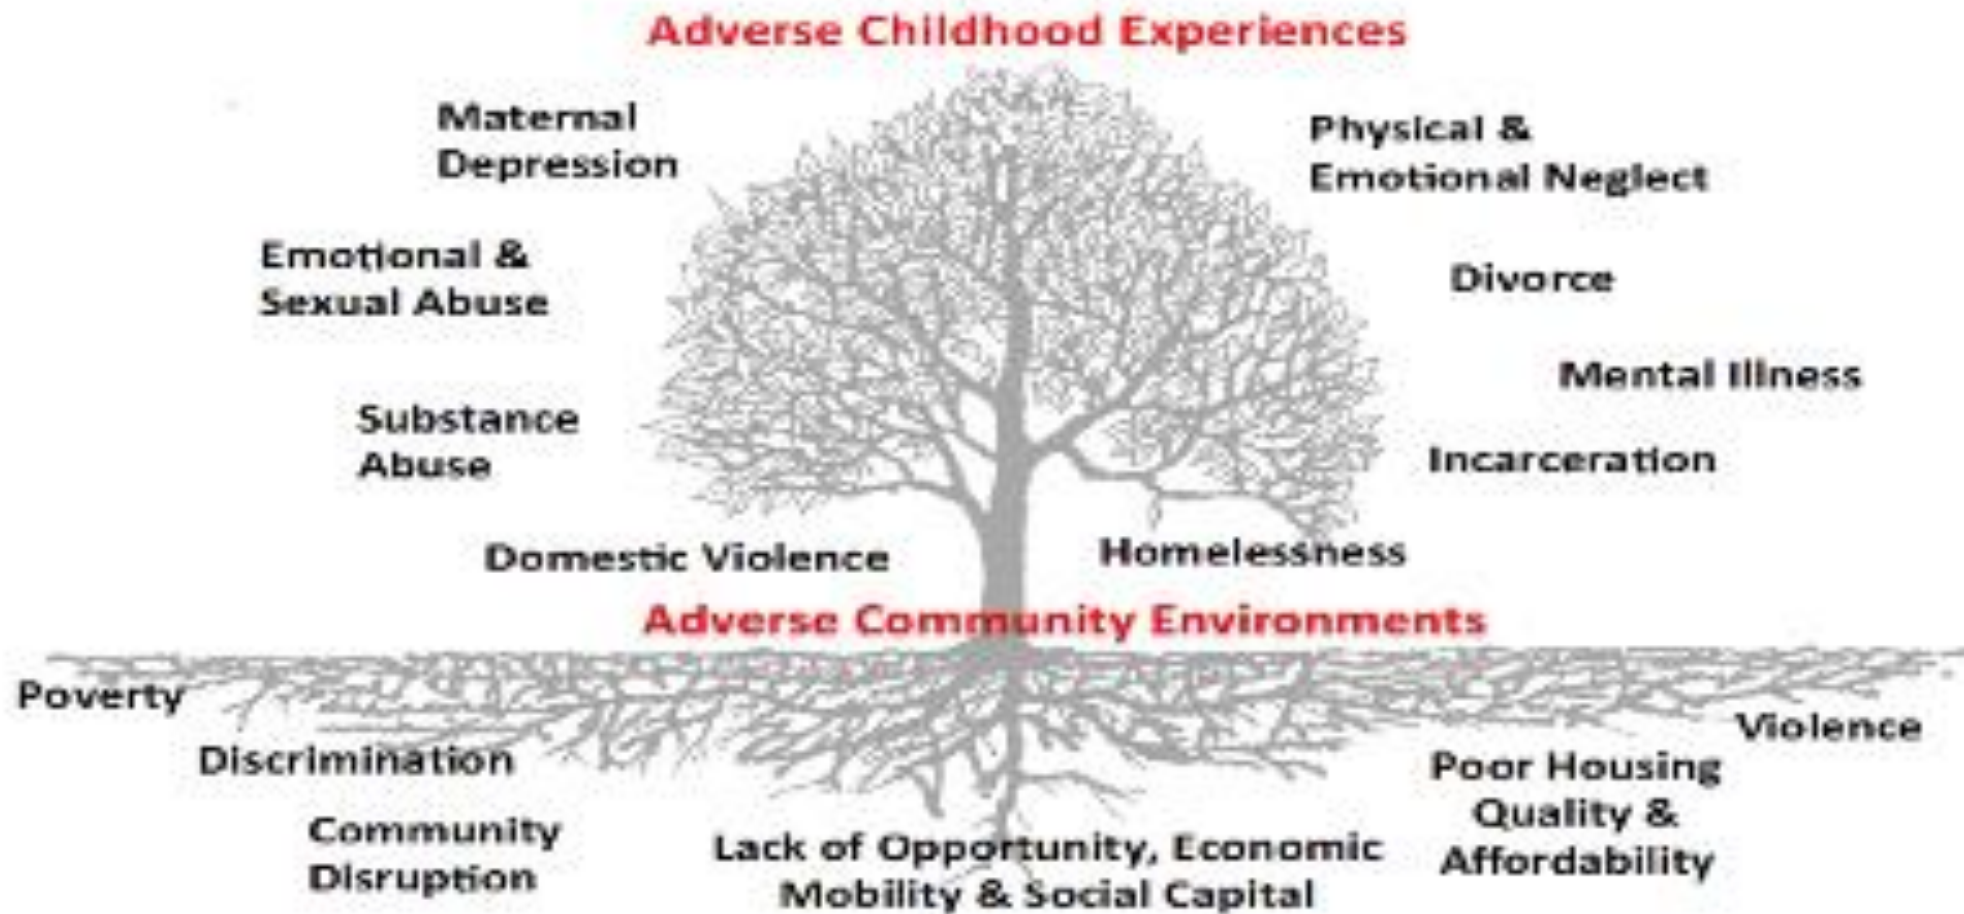 Adverse Childhood Experiences
Maternal
Depression
Physical &
Emotional Neglect
Emotional &
Sexual Abuse
Divorce
Mental Illness
Substance
Abuse
Incarceration
Domestic Violence
Homelessness
Adverse Community Environments
Poverty
Violence
Discrimination
Poor Housing
Quality &
Affordability
Community
Disruption
Lack of Opportunity, Economic
Mobility & Social Capital